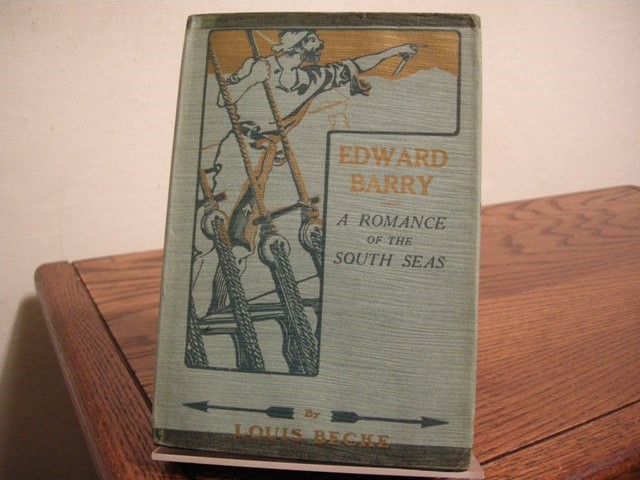 EDWARD
BARRY
A ROMANCE
OF THE
SOUTH SEAS
By
LOUIS BECKE